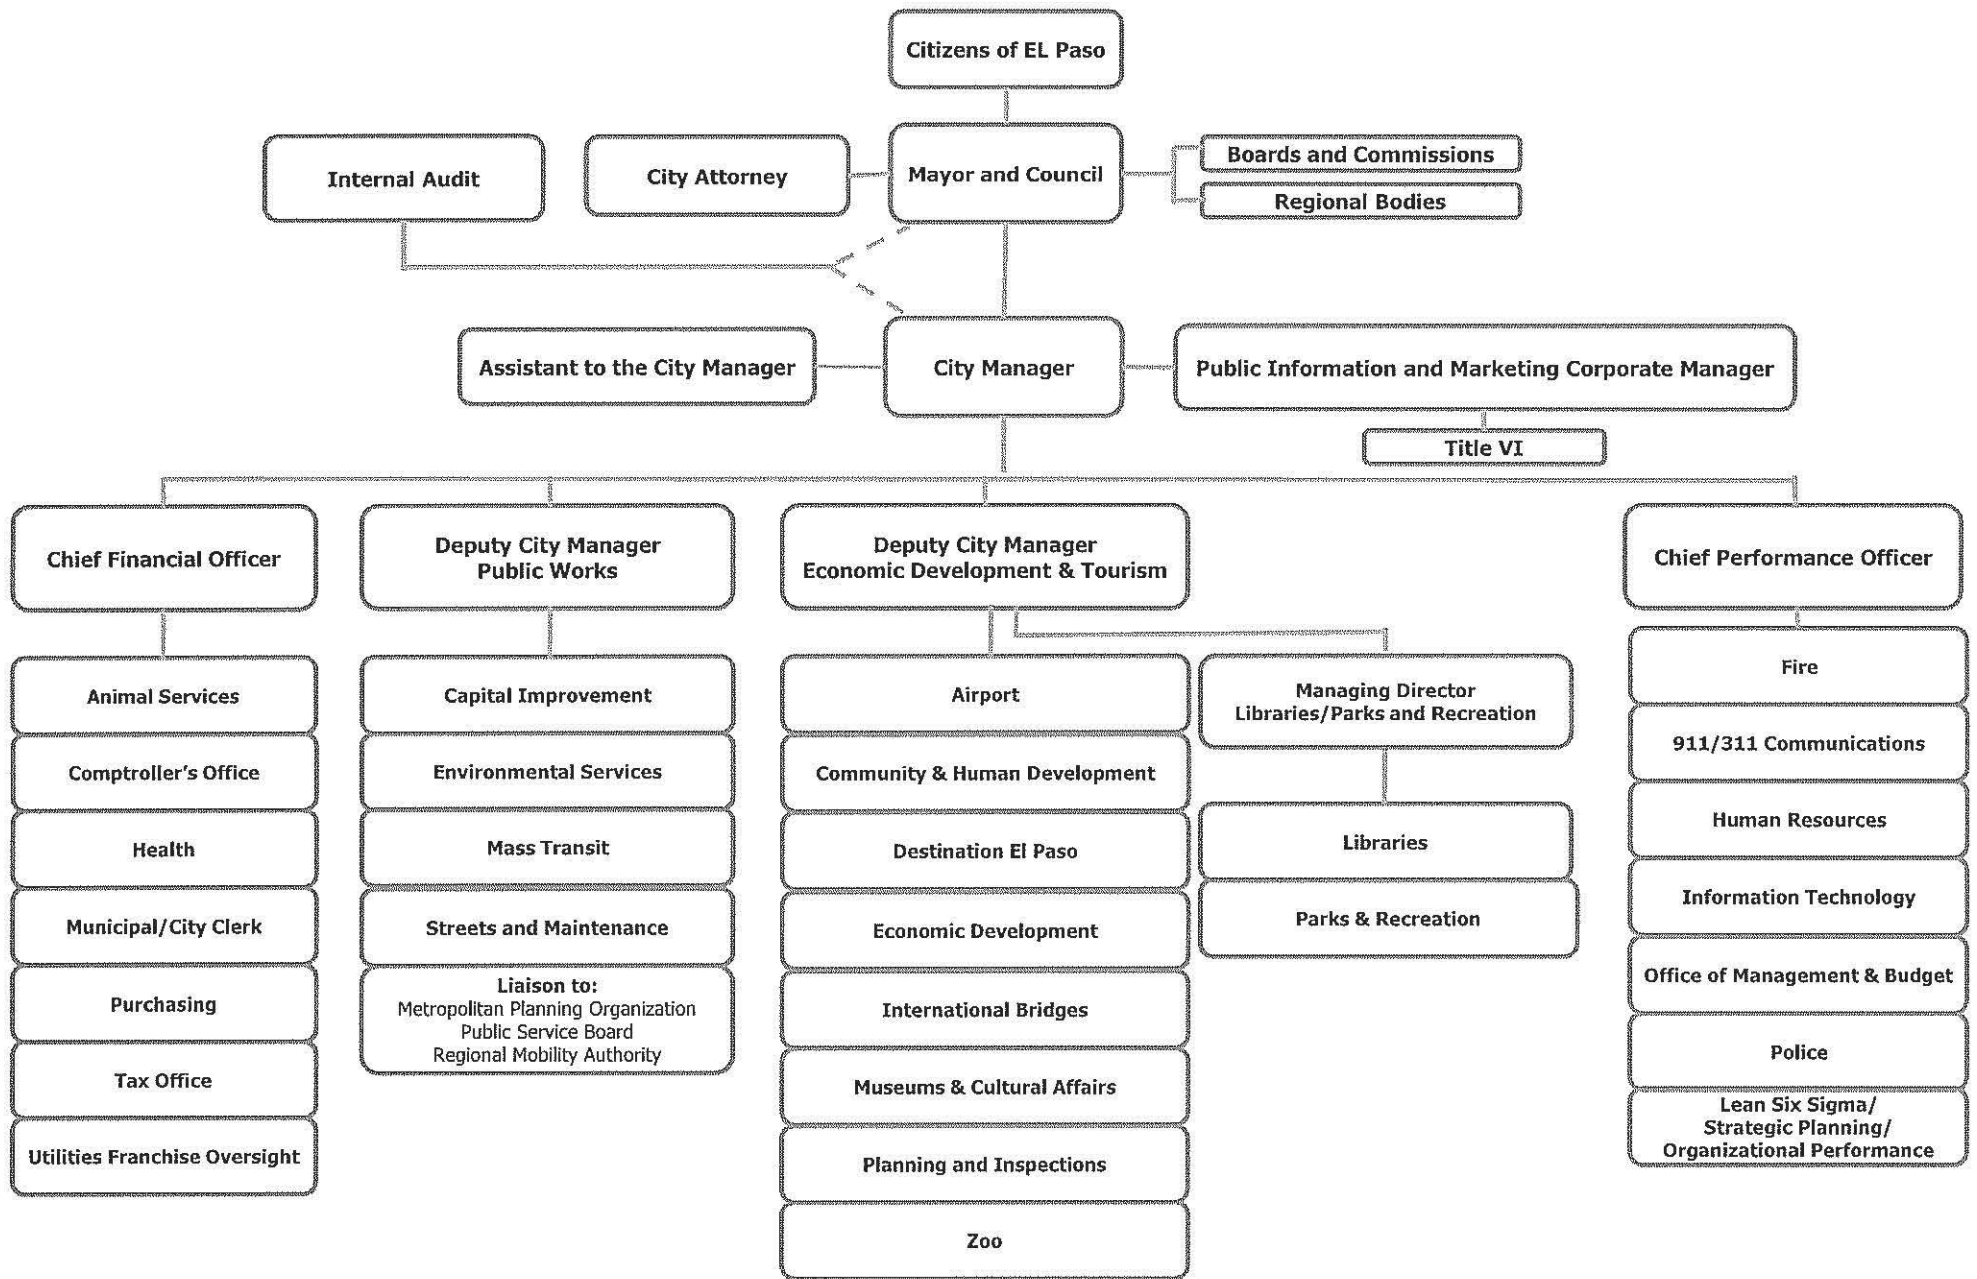 Citizens of EL Paso
Internal Audit
City Attorney
Mayor and Council
Boards and Commissions
Regional Bodies
Assistant to the City Manager
City Manager
Public Information and Marketing Corporate Manager
Title VI
Chief Financial Officer
Deputy City Manager
Public Works
Deputy City Manager
Economic Development & Tourism
Chief Performance Officer
Animal Services
Comptroller's Office
Health
Municipal/City Clerk
Purchasing
Tax Office
Utilities Franchise Oversight
Capital Improvement
Environmental Services
Mass Transit
Streets and Maintenance
Liaison to:
Metropolitan Planning Organization
Public Service Board
Regional Mobility Authority
Airport
Community & Human Development
Destination El Paso
Economic Development
International Bridges
Museums & Cultural Affairs
Planning and Inspections
Zoo
Managing Director
Libraries/Parks and Recreation
Libraries
Parks & Recreation
Fire
911/311 Communications
Human Resources
Information Technology
Office of Management & Budget
Police
Lean Six Sigma/
Strategic Planning/
Organizational Performance